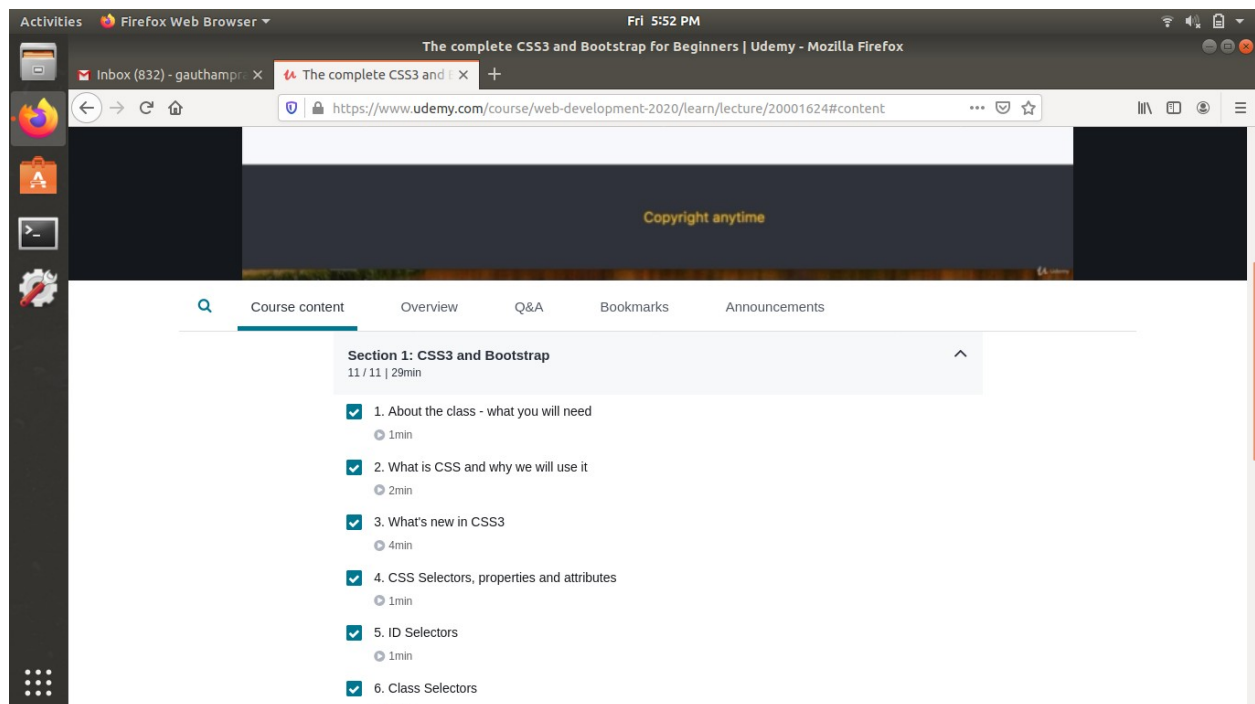 Activities Firefox Web Browser Fri 5:52 PM
The complete CSS3 and Bootstrap for Beginners | Udemy - Mozilla Firefox
Inbox (832) - gauthampra The complete CSS3 and B
https://www.udemy.com/course/web-development-2020/learn/lecture/20001624#content
Copyright anytime
udemy
Course content Overview Q&A Bookmarks Announcements
Section 1: CSS3 and Bootstrap
11 / 11 | 29min
1. About the class - what you will need
1min
2. What is CSS and why we will use it
2min
3. What's new in CSS3
4min
4. CSS Selectors, properties and attributes
1min
5. ID Selectors
1min
6. Class Selectors